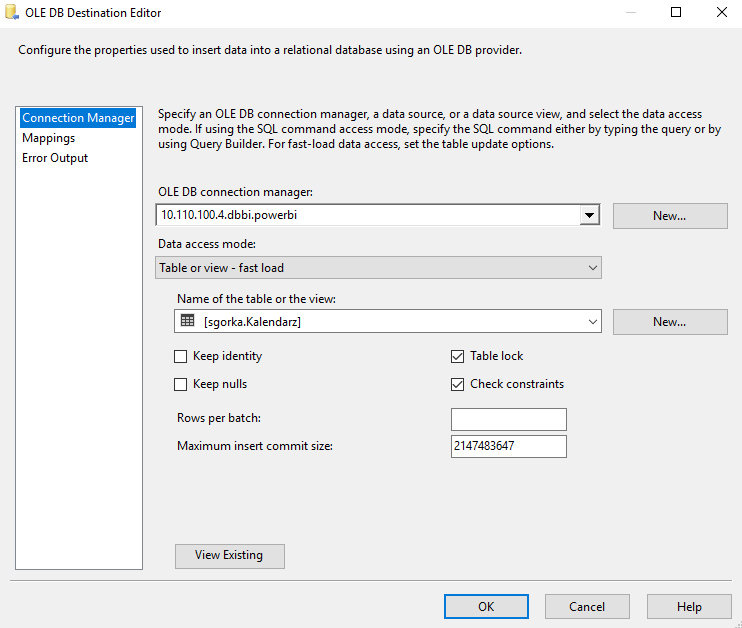 OLE DB Destination Editor
Configure the properties used to insert data into a relational database using an OLE DB provider.
Connection Manager
Mappings
Error Output
Specify an OLE DB connection manager, a data source, or a data source view, and select the data access
mode. If using the SQL command access mode, specify the SQL command either by typing the query or by
using Query Builder. For fast-load data access, set the table update options.
OLE DB connection manager:
10.110.100.4.dbbi.powerbi
New...
Data access mode:
Table or view - fast load
Name of the table or the view:
[sgorka.Kalendarz]
New...
Keep identity
Table lock
Keep nulls
Check constraints
Rows per batch:
Maximum insert commit size:
2147483647
View Existing
OK
Cancel
Help